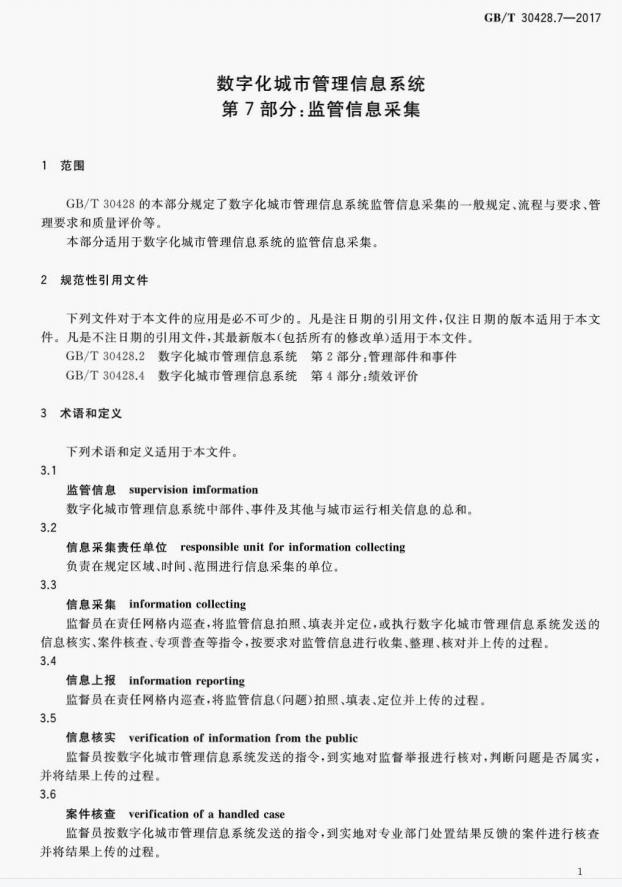 GB/T 30428.7—2017
数字化城市管理信息系统
第 7 部分:监管信息采集
1 范围
GB/T 30428 的本部分规定了数字化城市管理信息系统监管信息采集的一般规定、流程与要求、管
理要求和质量评价等。
本部分适用于数字化城市管理信息系统的监管信息采集。
2 规范性引用文件
下列文件对于本文件的应用是必不可少的。凡是注日期的引用文件,仅注日期的版本适用于本文
件。凡是不注日期的引用文件,其最新版本(包括所有的修改单)适用于本文件。
GB/T 30428.2 数字化城市管理信息系统 第 2 部分:管理部件和事件
GB/T 30428.4 数字化城市管理信息系统 第 4 部分:绩效评价
3 术语和定义
下列术语和定义适用于本文件。
3.1
监管信息 supervision imformation
数字化城市管理信息系统中部件、事件及其他与城市运行相关信息的总和。
3.2
信息采集责任单位 responsible unit for information collecting
负责在规定区域、时间、范围进行信息采集的单位。
3.3
信息采集 information collecting
监督员在责任网格内巡查,将监管信息拍照、填表并定位,或执行数字化城市管理信息系统发送的
信息核实、案件核查、专项普查等指令,按要求对监管信息进行收集、整理、核对并上传的过程。
3.4
信息上报 information reporting
监督员在责任网格内巡查,将监管信息(问题)拍照、填表、定位并上传的过程。
3.5
信息核实 verification of information from the public
监督员按数字化城市管理信息系统发送的指令,到实地对监督举报进行核对,判断问题是否属实,
并将结果上传的过程。
3.6
案件核查 verification of a handled case
监督员按数字化城市管理信息系统发送的指令,到实地对专业部门处置结果反馈的案件进行核查
并将结果上传的过程。
1